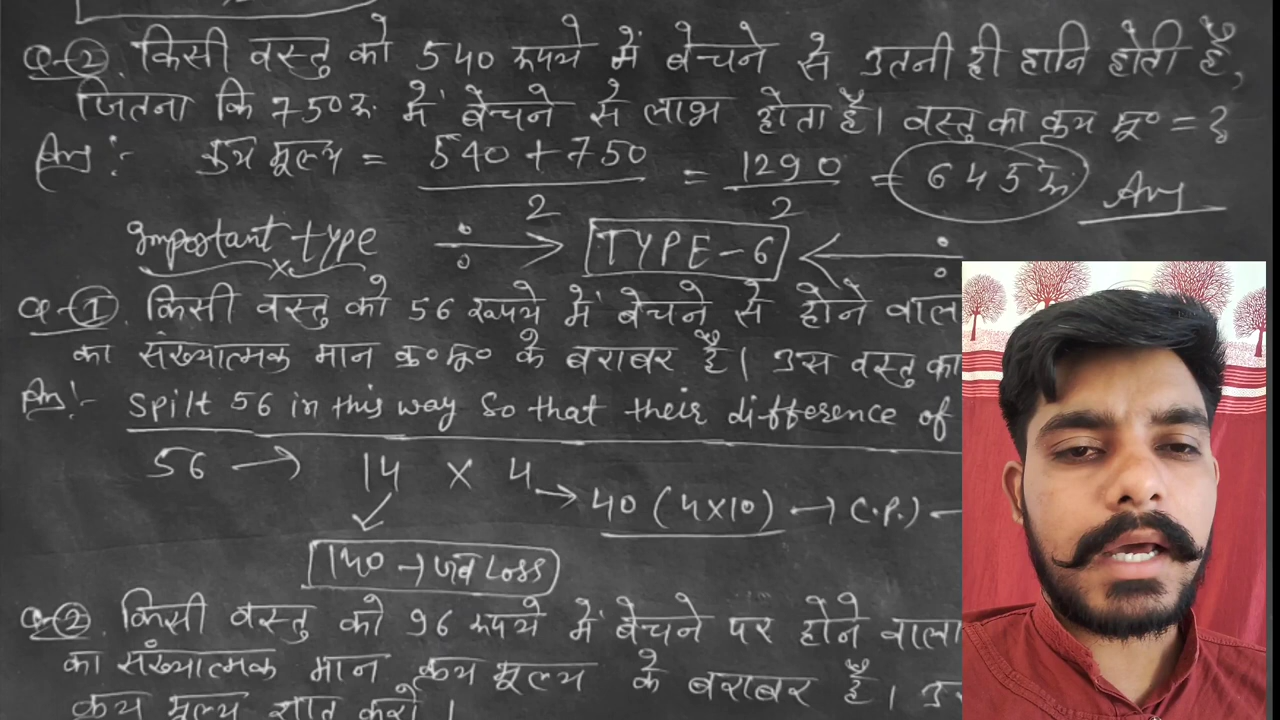 Q-2. किसी वस्तु को 540 रूपये में बेचने से उतनी ही हानि होती है,
जितना कि 750 रू. में बेचने से लाभ होता है। वस्तु का क्रय मू० = ?
Ans:- क्रय मूल्य = 540 + 750 / 2 = 1290 / 2 = 645 रू Ans
Important type ÷→ TYPE-6 ←÷
Q-1. किसी वस्तु को 56 रूपये में बेचने से होने वाल
का संख्यात्मक मान क्र० मू० के बराबर है। उस वस्तु का
Ans:- Spilt 56 in this way So that their difference of
56 → 14 × 4 → 40 (4×10) → C.P.) –
140 → जब Loss
Q-2. किसी वस्तु को 96 रूपये में बेचने पर होने वाला
का संख्यात्मक मान क्रय मूल्य के बराबर है।
क्रय मूल्य ज्ञात करो।